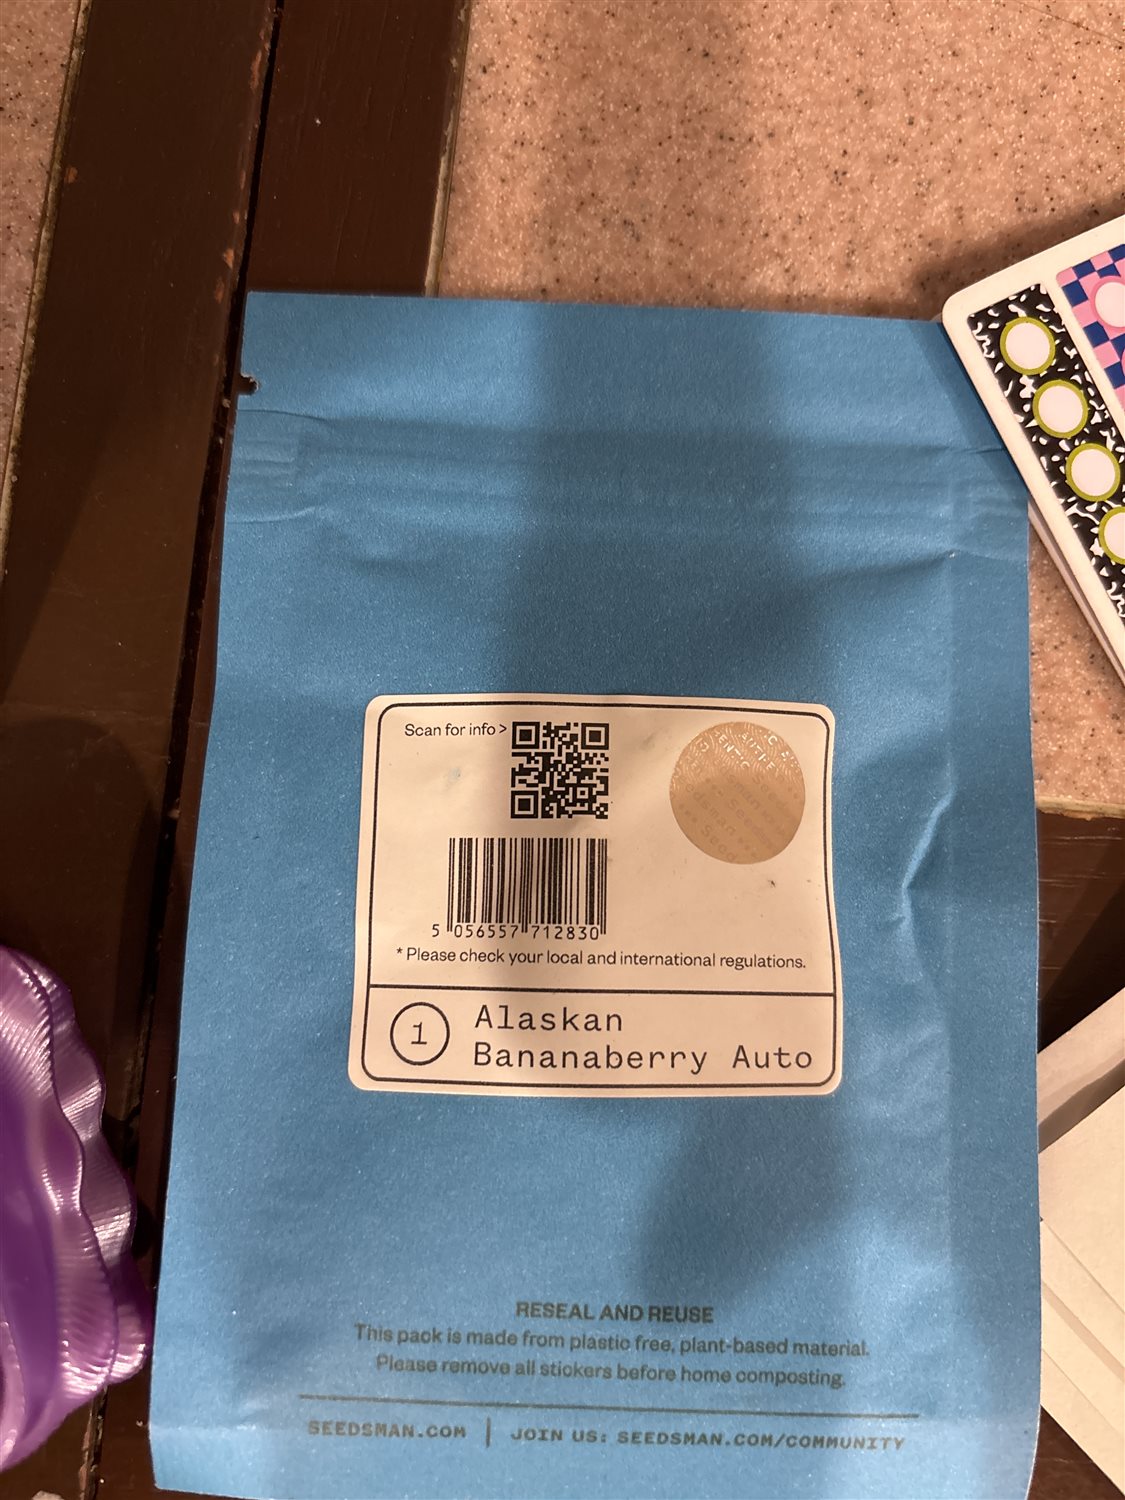 Scan for info >
5 056557 712830
* Please check your local and international regulations.
1
Alaskan
Bananaberry Auto
RESEAL AND REUSE
This pack is made from plastic free, plant-based material.
Please remove all stickers before home composting.
SEEDSMAN.COM | JOIN US: SEEDSMAN.COM/COMMUNITY